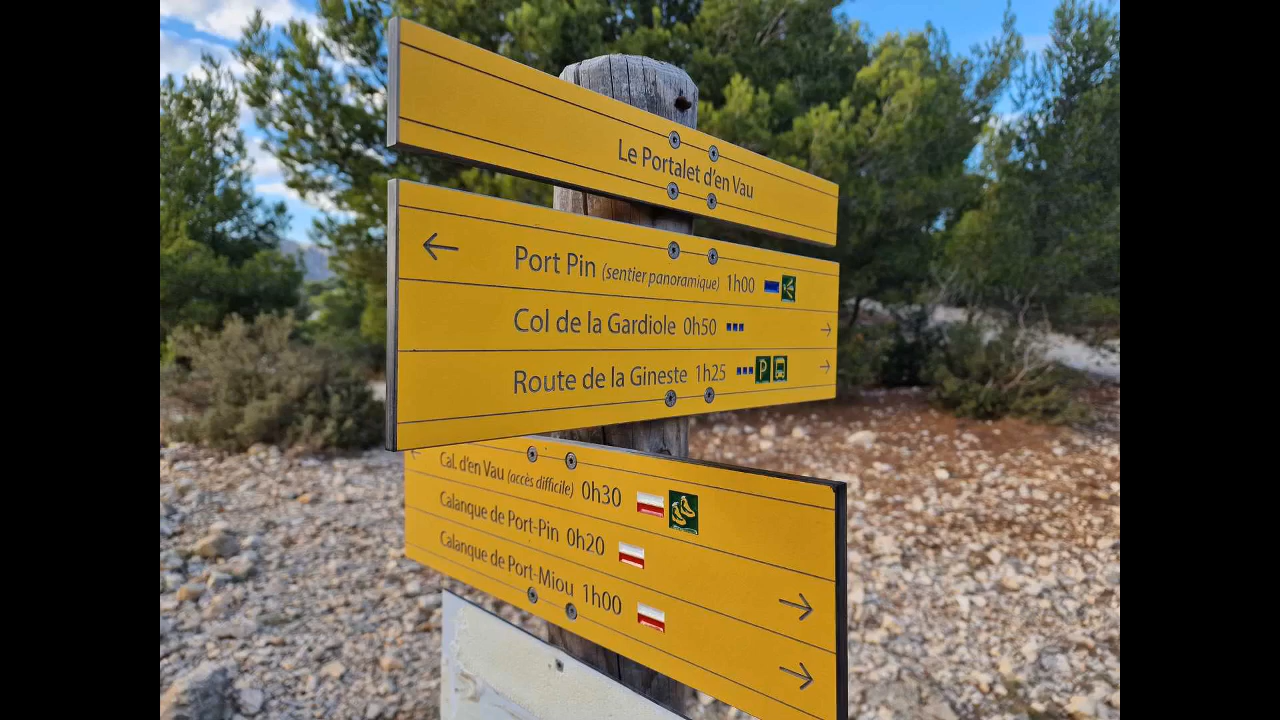 Le Portalet d'en Vau
← Port Pin (sentier panoramique) 1h00
Col de la Gardiole 0h50 →
Route de la Gineste 1h25 P →
← Cal. d'en Vau (accès difficile) 0h30
Calanque de Port-Pin 0h20 →
Calanque de Port-Miou 1h00 →